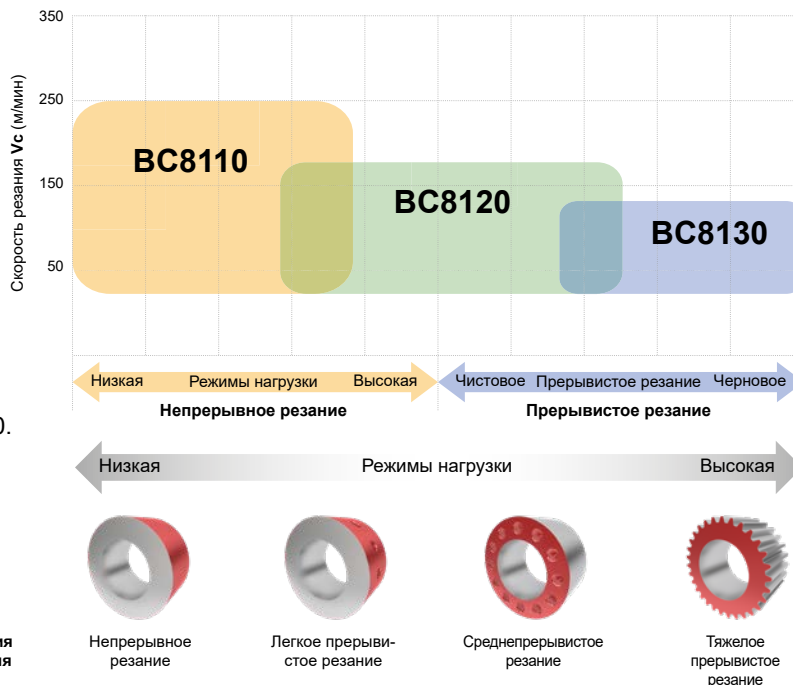 350
250
150
50
Скорость резания Vc (м/мин)
BC8110
BC8120
BC8130
Низкая Режимы нагрузки Высокая Чистовое Прерывистое резание Черновое
Непрерывное резание Прерывистое резание
0.
Низкая Режимы нагрузки Высокая
Непрерывное
резание
Легкое прерыви-
стое резание
Среднепрерывистое
резание
Тяжелое
прерывистое
резание